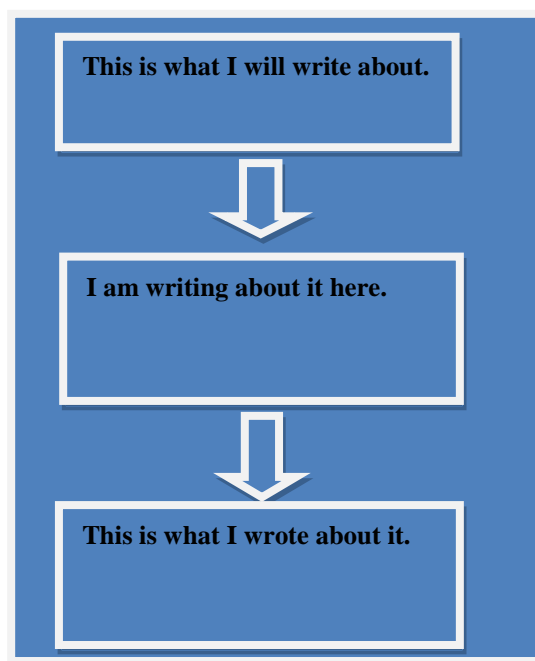 This is what I will write about.
I am writing about it here.
This is what I wrote about it.